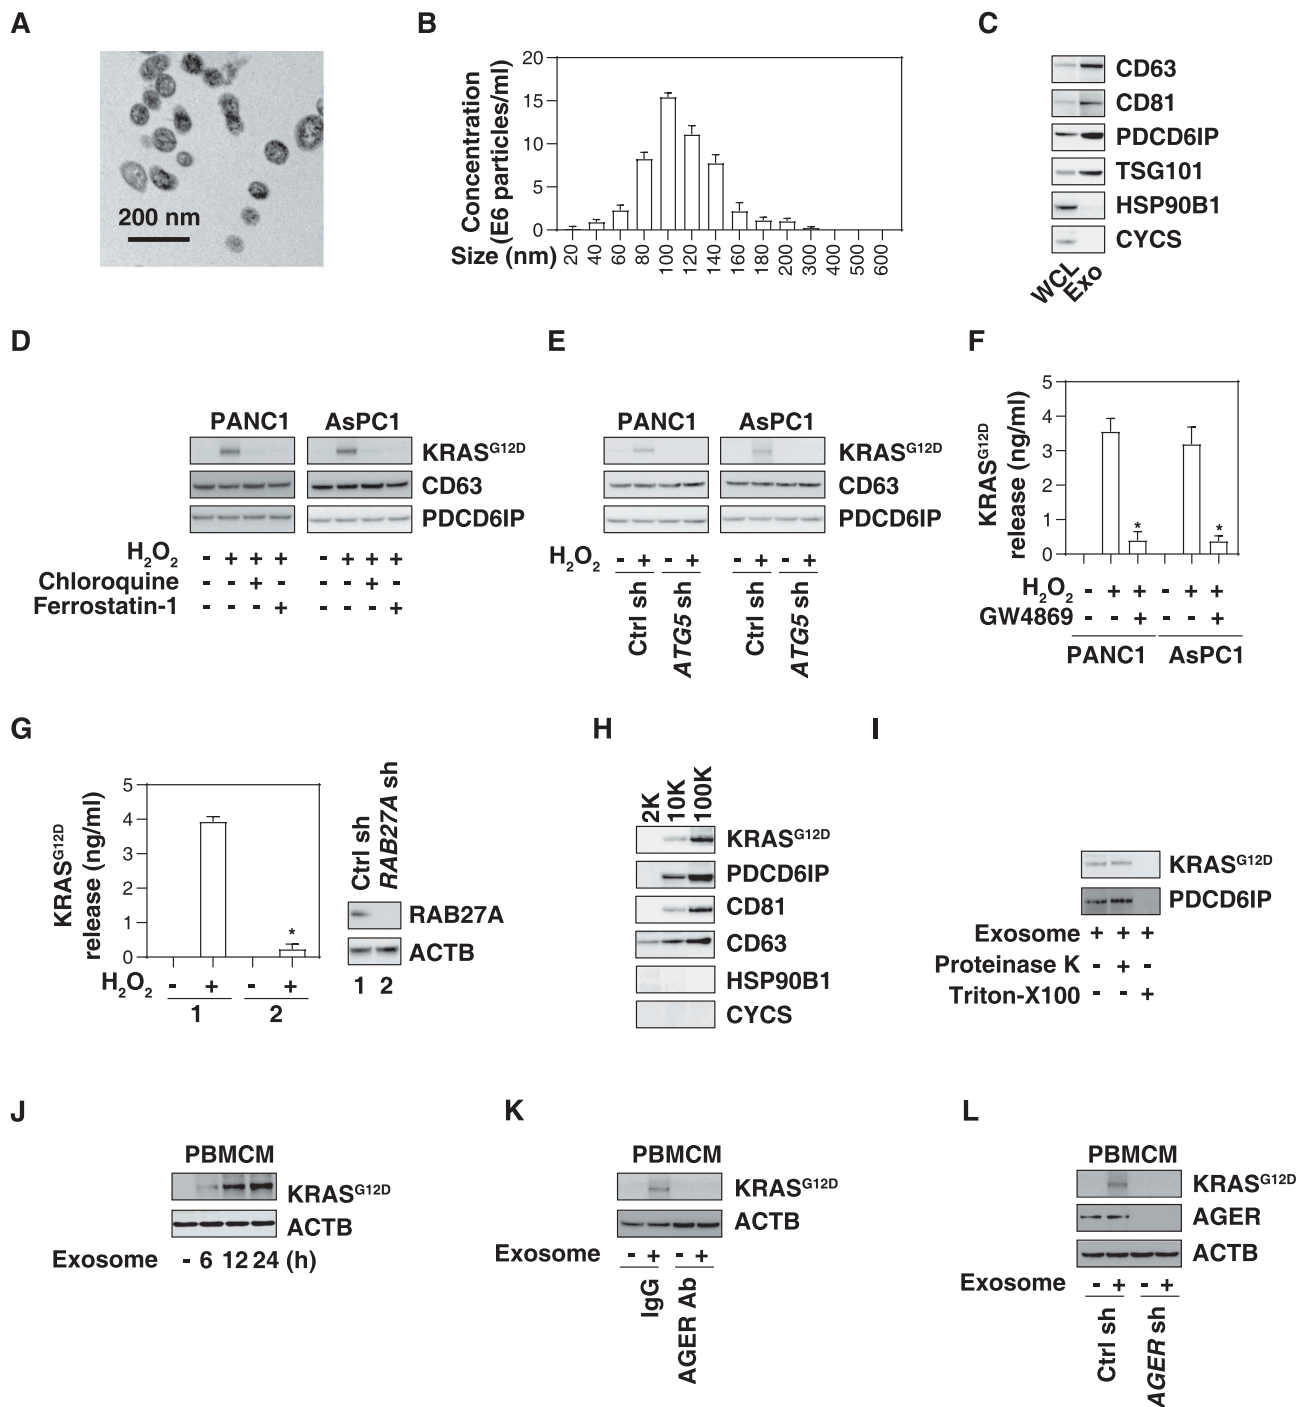 A
200 nm
B
Concentration
(E6 particles/ml)
20
15
10
5
0
Size (nm)
20 40 60 80 100 120 140 160 180 200 300 400 500 600
C
CD63
CD81
PDCD6IP
TSG101
HSP90B1
CYCS
WCL
Exo
D
PANC1 AsPC1
KRASG12D
CD63
PDCD6IP
H2O2 - + + + - + + +
Chloroquine - - + - - - + -
Ferrostatin-1 - - - + - - - +
E
PANC1 AsPC1
KRASG12D
CD63
PDCD6IP
H2O2 - + - + - + - +
Ctrl sh ATG5 sh Ctrl sh ATG5 sh
F
KRASG12D
release (ng/ml)
5
4
3
2
1
0
* *
H2O2 - + + - + +
GW4869 - - + - - +
PANC1 AsPC1
G
KRASG12D
release (ng/ml)
5
4
3
2
1
0
*
H2O2 - + - +
1 2
Ctrl sh
RAB27A sh
RAB27A
ACTB
1 2
H
2K 10K 100K
KRASG12D
PDCD6IP
CD81
CD63
HSP90B1
CYCS
I
KRASG12D
PDCD6IP
Exosome + + +
Proteinase K - + -
Triton-X100 - - +
J
PBMCM
KRASG12D
ACTB
Exosome - 6 12 24 (h)
K
PBMCM
KRASG12D
ACTB
Exosome - + - +
IgG AGER Ab
L
PBMCM
KRASG12D
AGER
ACTB
Exosome - + - +
Ctrl sh AGER sh